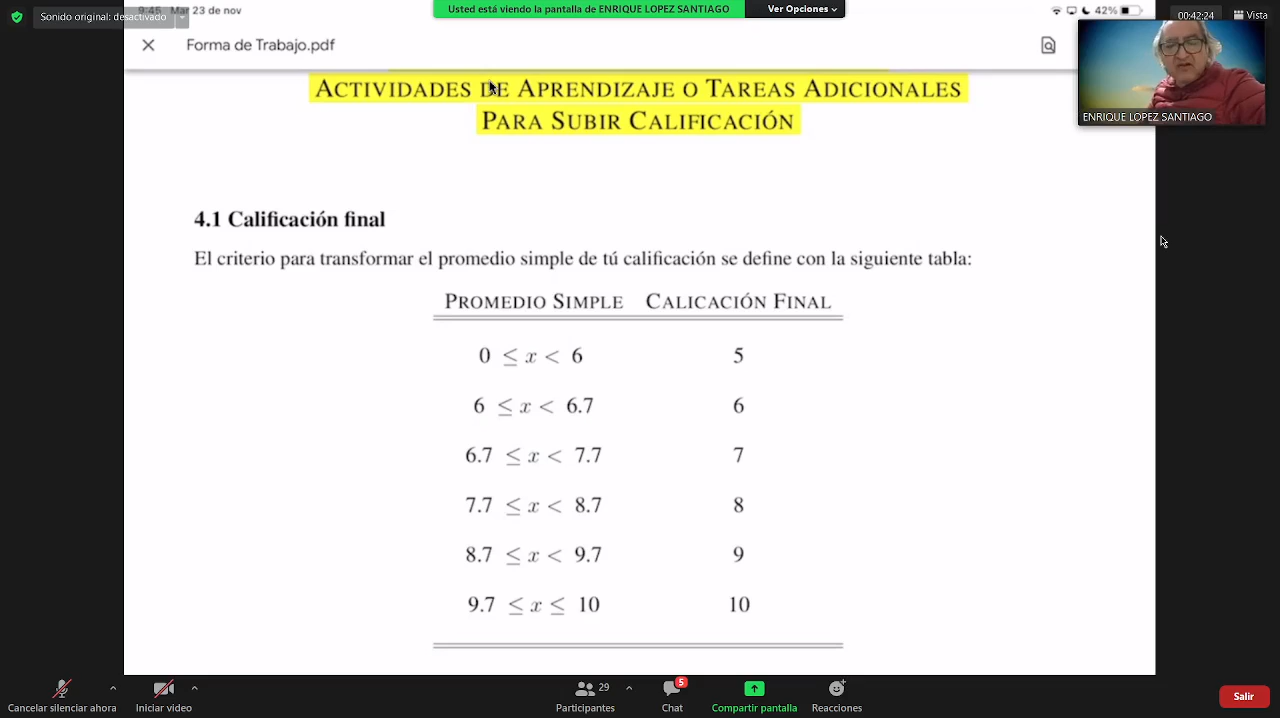 9:45 Mar 23 de nov
Sonido original: desactivado
Usted está viendo la pantalla de ENRIQUE LOPEZ SANTIAGO
Ver Opciones
42%
00:42:24
Vista
Forma de Trabajo.pdf
ENRIQUE LOPEZ SANTIAGO
ACTIVIDADES DE APRENDIZAJE O TAREAS ADICIONALES
PARA SUBIR CALIFICACIÓN
4.1 Calificación final
El criterio para transformar el promedio simple de tú calificación se define con la siguiente tabla:
PROMEDIO SIMPLE CALICACIÓN FINAL
0 ≤ x < 6 5
6 ≤ x < 6.7 6
6.7 ≤ x < 7.7 7
7.7 ≤ x < 8.7 8
8.7 ≤ x < 9.7 9
9.7 ≤ x ≤ 10 10
Cancelar silenciar ahora
Iniciar video
29
Participantes
5
Chat
Compartir pantalla
Reacciones
Salir